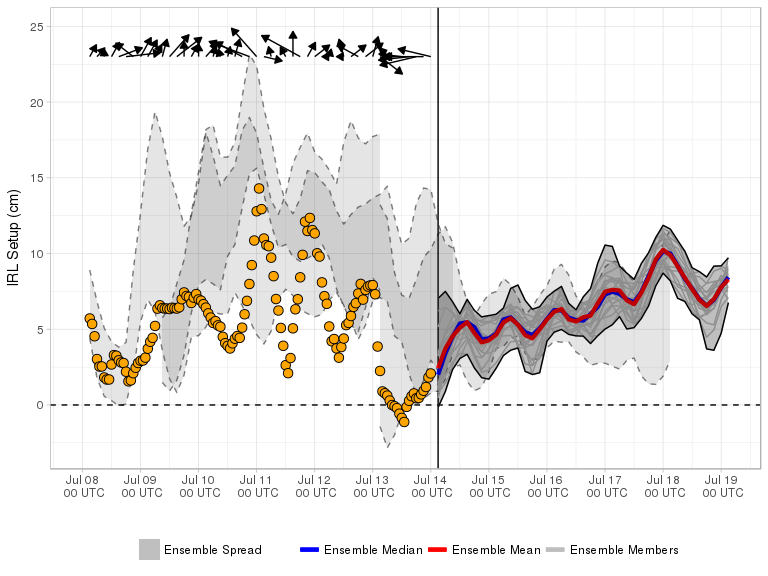 25
20
15
10
5
0
IRL Setup (cm)
Jul 08 Jul 09 Jul 10 Jul 11 Jul 12 Jul 13 Jul 14 Jul 15 Jul 16 Jul 17 Jul 18 Jul 19
00 UTC 00 UTC 00 UTC 00 UTC 00 UTC 00 UTC 00 UTC 00 UTC 00 UTC 00 UTC 00 UTC 00 UTC
Ensemble Spread Ensemble Median Ensemble Mean Ensemble Members